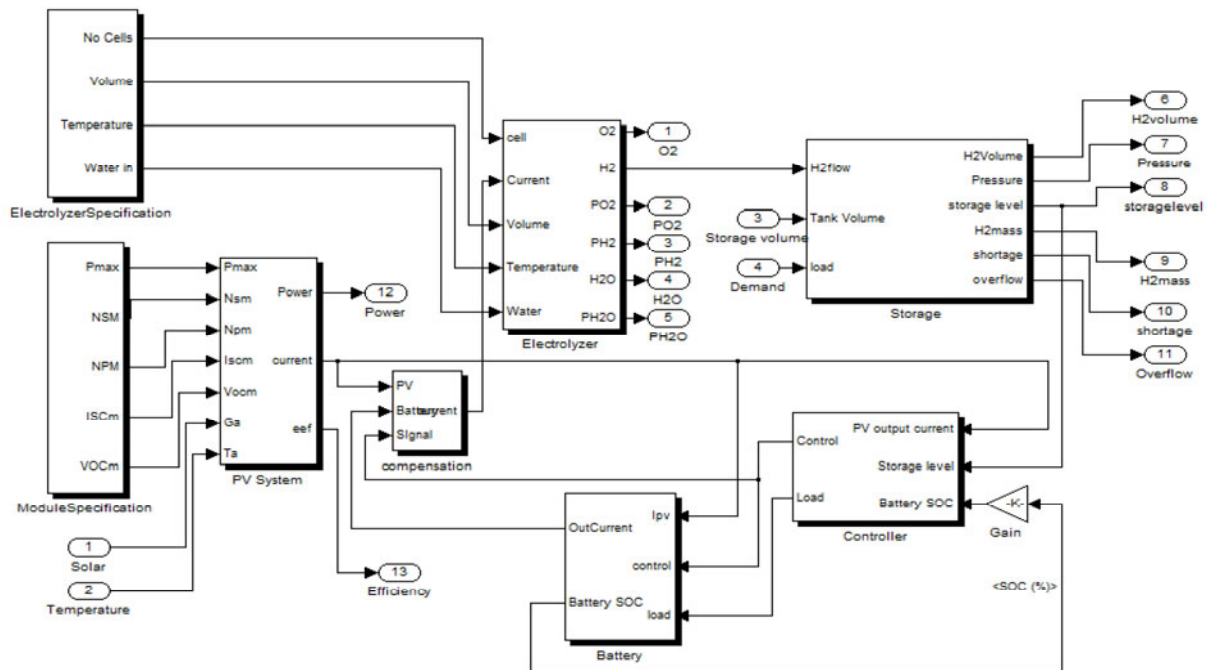 No Cells
Volume
Temperature
Water in
ElectrolyzerSpecification
Pmax
NSM
NPM
ISCm
VOCm
ModuleSpecification
1
Solar
2
Temperature
Pmax
Nsm
Npm
Iscm
Vocm
Ga
Ta
Power
current
eef
PV System
12
Power
13
Efficiency
PV
Battery
current
SIgnal
compensation
cell
Current
Volume
Temperature
Water
O2
H2
PO2
PH2
H2O
PH2O
Electrolyzer
1
O2
2
PO2
3
PH2
4
H2O
5
PH2O
3
Storage volume
4
Demand
H2flow
Tank Volume
load
H2Volume
Pressure
storage level
H2mass
shortage
overflow
Storage
6
H2volume
7
Pressure
8
storagelevel
9
H2mass
10
shortage
11
Overflow
Control
Load
PV output current
Storage level
Battery SOC
Controller
-K-
Gain
<SOC (%)>
OutCurrent
Battery SOC
Ipv
control
load
Battery